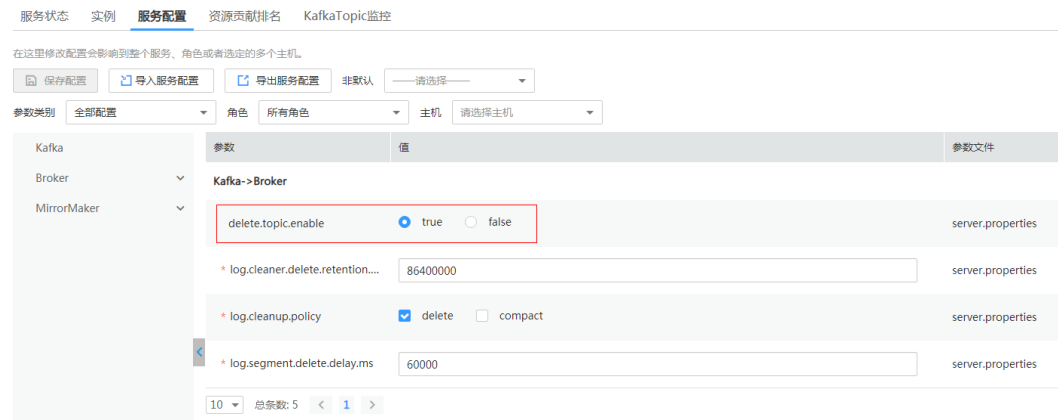 服务状态 实例 服务配置 资源贡献排名 KafkaTopic监控
在这里修改配置会影响到整个服务、角色或者选定的多个主机。
保存配置 导入服务配置 导出服务配置 非默认 ——请选择——
参数类别 全部配置 角色 所有角色 主机 请选择主机
Kafka 参数 值 参数文件
Broker Kafka->Broker
MirrorMaker
delete.topic.enable true false server.properties
* log.cleaner.delete.retention.... 86400000 server.properties
* log.cleanup.policy delete compact server.properties
* log.segment.delete.delay.ms 60000 server.properties
10 总条数: 5 < 1 >